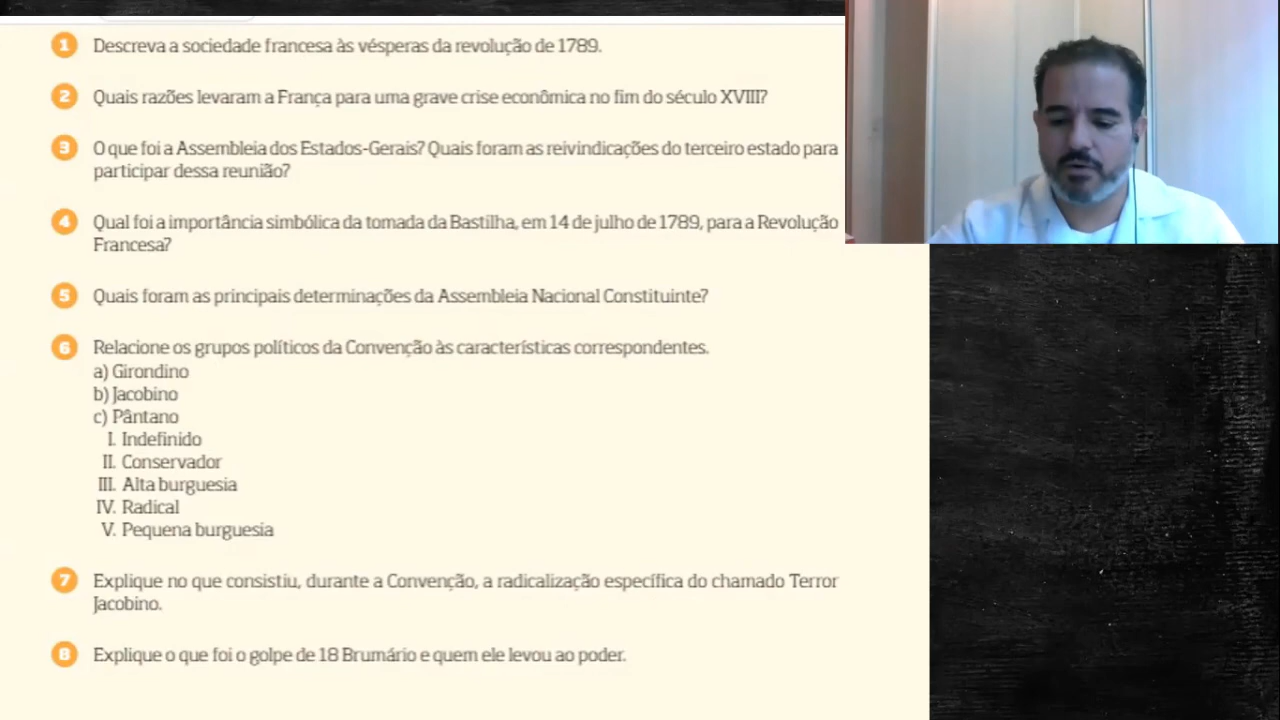 1 Descreva a sociedade francesa às vésperas da revolução de 1789.
2 Quais razões levaram a França para uma grave crise econômica no fim do século XVIII?
3 O que foi a Assembleia dos Estados-Gerais? Quais foram as reivindicações do terceiro estado para
participar dessa reunião?
4 Qual foi a importância simbólica da tomada da Bastilha, em 14 de julho de 1789, para a Revolução
Francesa?
5 Quais foram as principais determinações da Assembleia Nacional Constituinte?
6 Relacione os grupos políticos da Convenção às características correspondentes.
a) Girondino
b) Jacobino
c) Pântano
I. Indefinido
II. Conservador
III. Alta burguesia
IV. Radical
V. Pequena burguesia
7 Explique no que consistiu, durante a Convenção, a radicalização específica do chamado Terror
Jacobino.
8 Explique o que foi o golpe de 18 Brumário e quem ele levou ao poder.